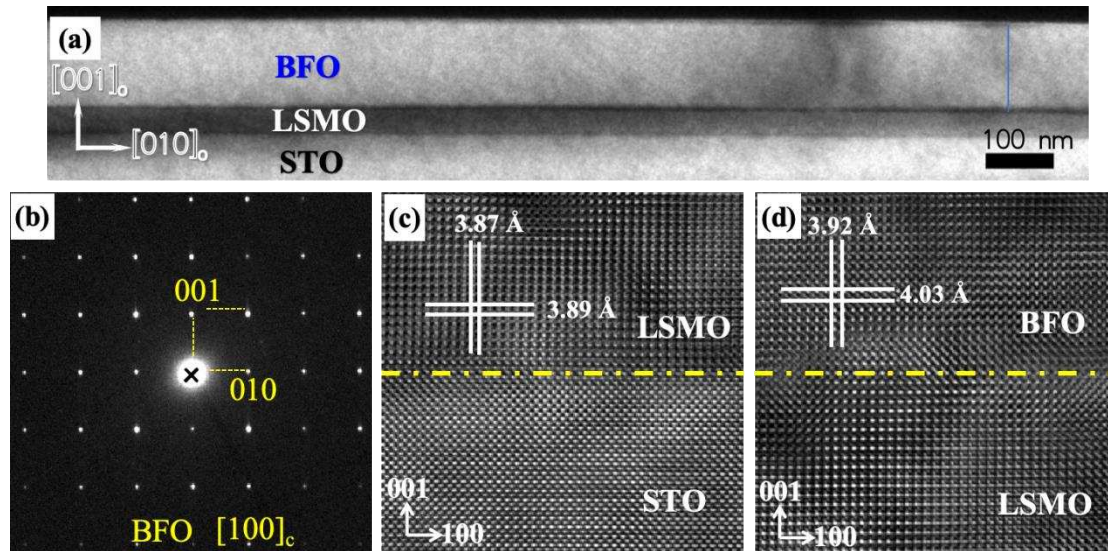 (a)
BFO
[001]o
LSMO
[010]o
STO
100 nm
(b)
001
010
BFO [100]c
(c)
3.87 Å
3.89 Å
LSMO
STO
001
100
(d)
3.92 Å
4.03 Å
BFO
001
100
LSMO